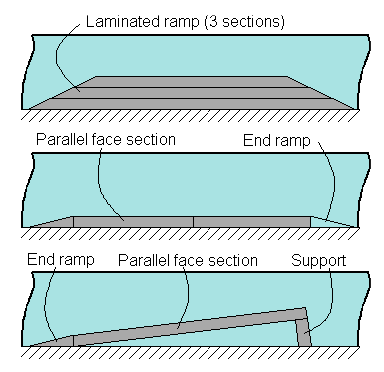 Laminated ramp (3 sections)
Parallel face section End ramp
End ramp Parallel face section Support